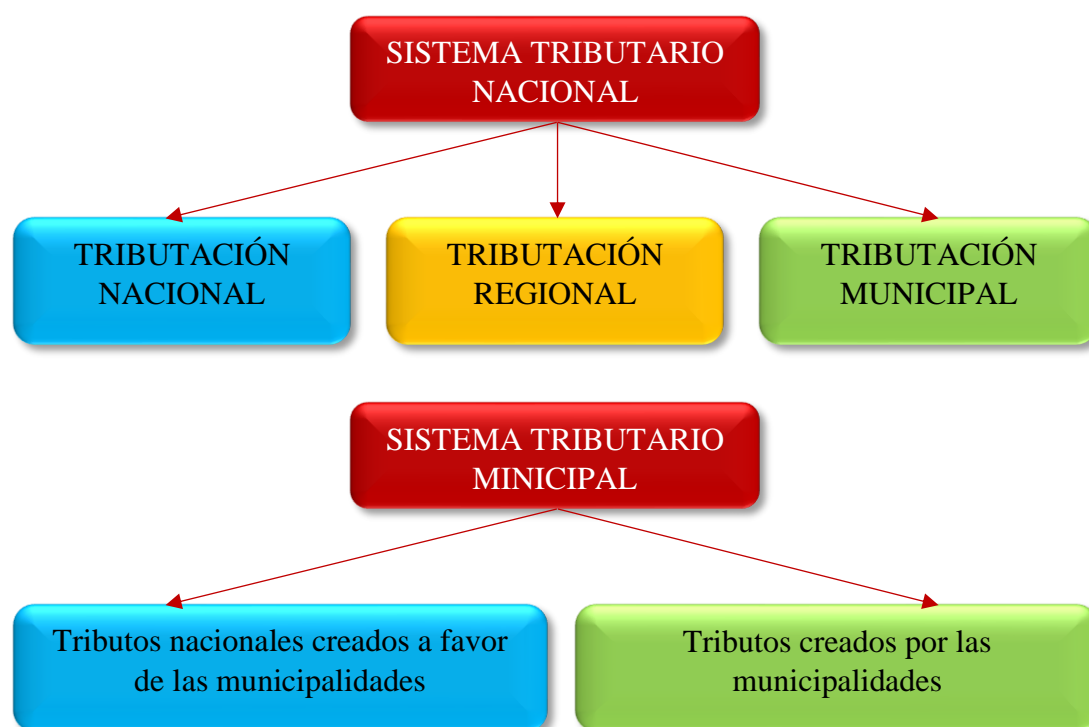 SISTEMA TRIBUTARIO
NACIONAL
TRIBUTACIÓN
NACIONAL
TRIBUTACIÓN
REGIONAL
TRIBUTACIÓN
MUNICIPAL
SISTEMA TRIBUTARIO
MINICIPAL
Tributos nacionales creados a favor
de las municipalidades
Tributos creados por las
municipalidades